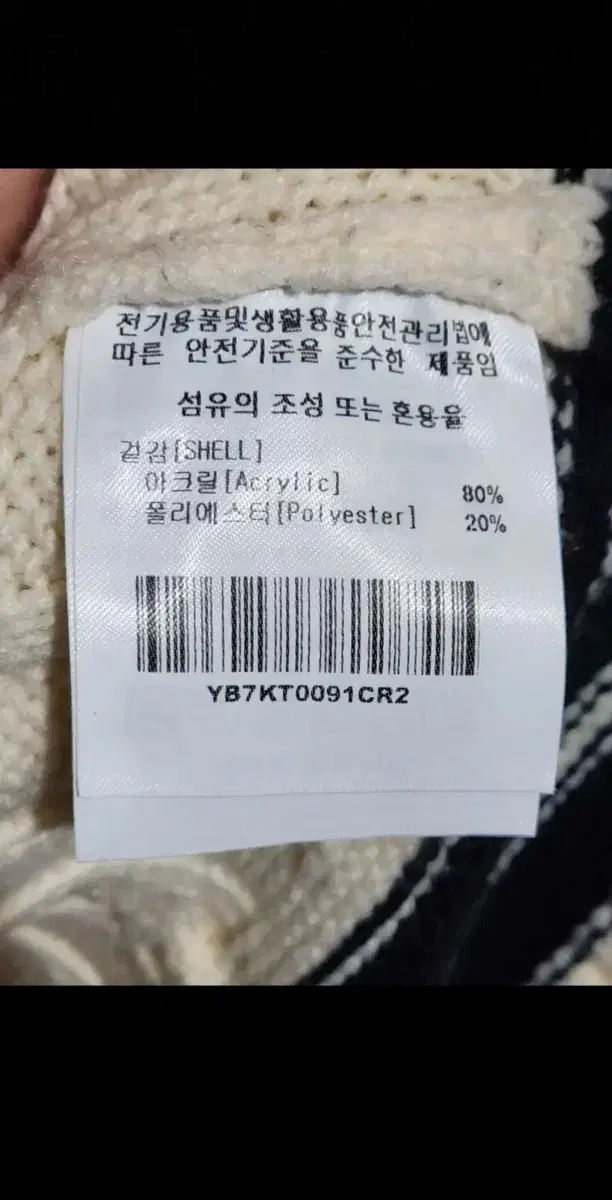 전기용품및생활용품안전관리법에
따른 안전기준을 준수한 제품임
섬유의 조성 또는 혼용율
겉감[SHELL]
아크릴[Acrylic] 80%
폴리에스터[Polyester] 20%
YB7KT0091CR2